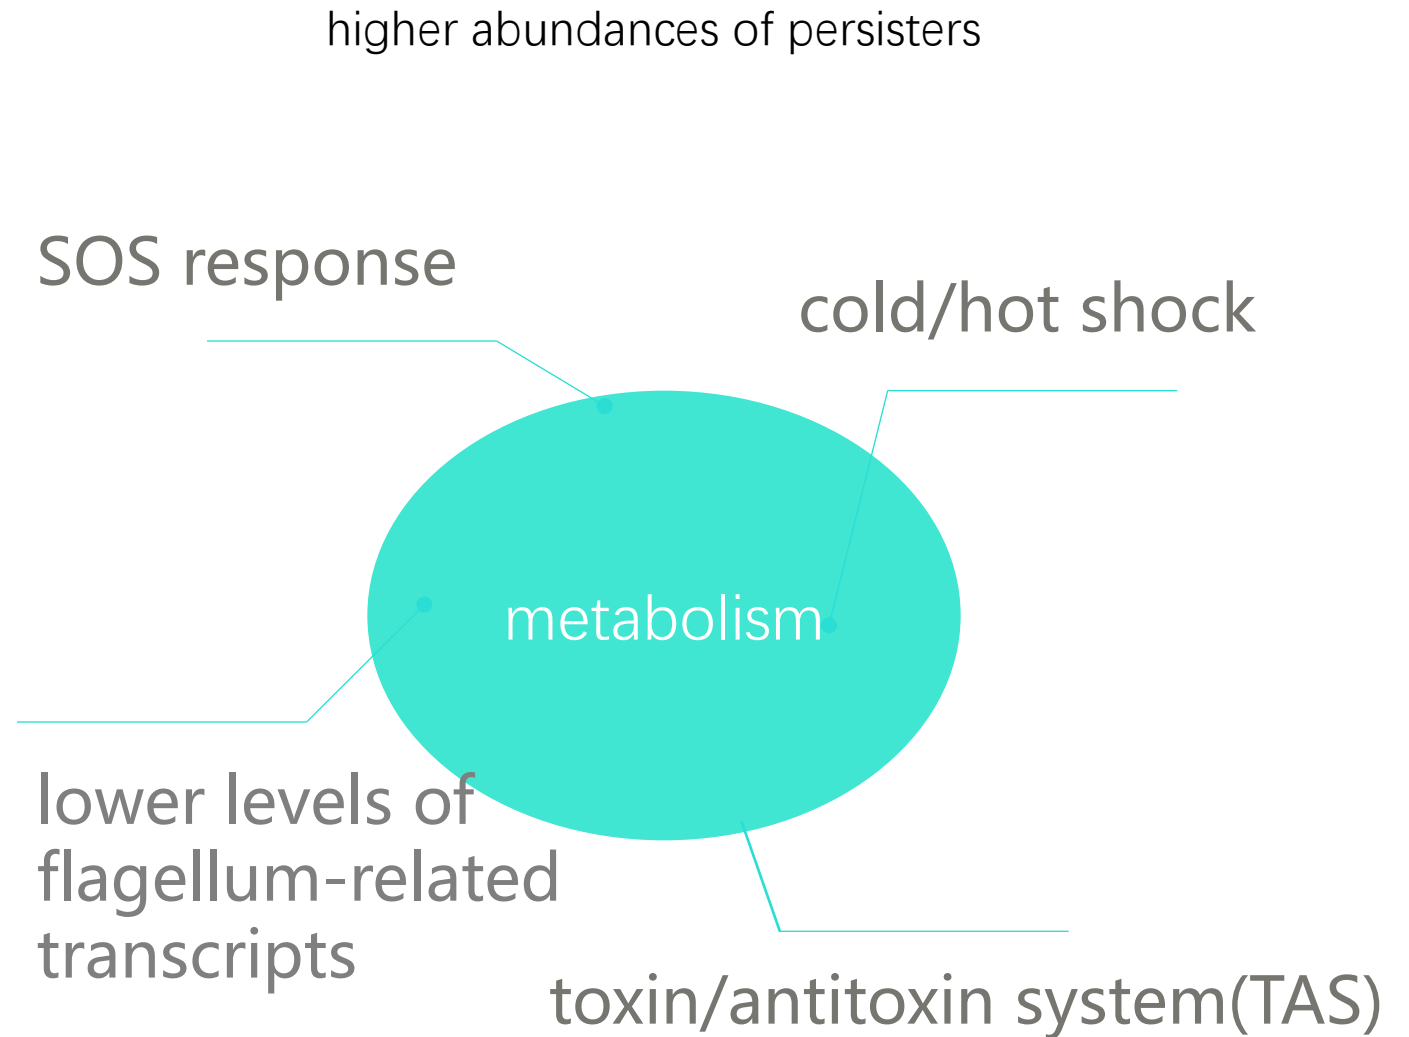 higher abundances of persisters
SOS response
cold/hot shock
metabolism
lower levels of
flagellum-related
transcripts
toxin/antitoxin system(TAS)